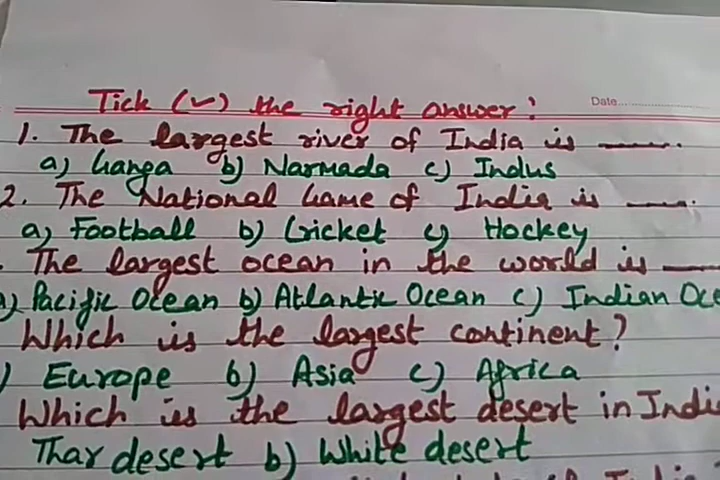 Tick (✓) the right answer:
Date..............
1. The largest river of India is ____.
a) Ganga b) Narmada c) Indus
2. The National Game of India is ____.
a) Football b) Cricket c) Hockey
The largest ocean in the world is ____
a) Pacific Ocean b) Atlantic Ocean c) Indian Oce
Which is the largest continent?
) Europe b) Asia c) Africa
Which is the largest desert in Indi
Thar desert b) White desert